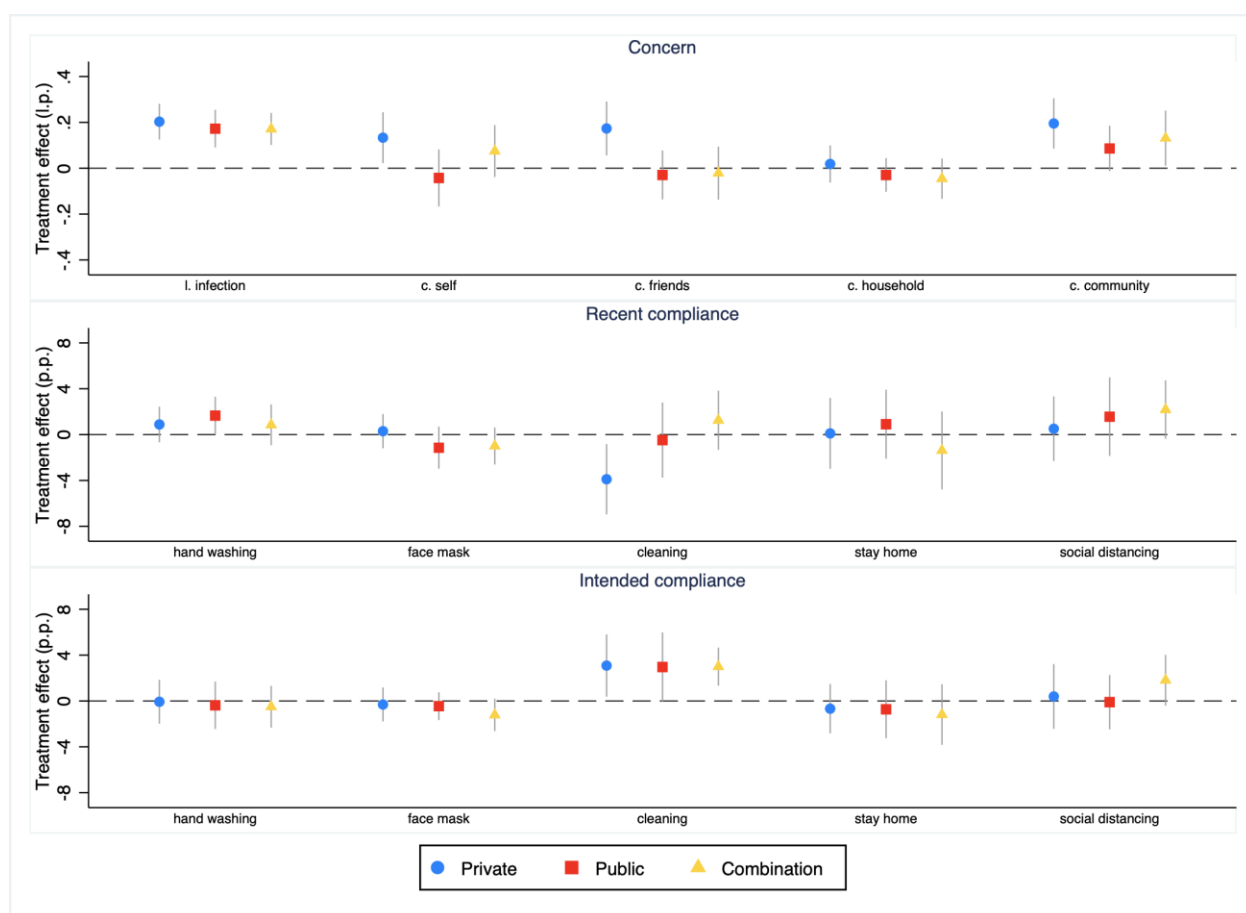 Concern
Treatment effect (l.p.)
.4
.2
0
-.2
-.4
l. infection c. self c. friends c. household c. community
Recent compliance
Treatment effect (p.p.)
8
4
0
-4
-8
hand washing face mask cleaning stay home social distancing
Intended compliance
Treatment effect (p.p.)
8
4
0
-4
-8
hand washing face mask cleaning stay home social distancing
Private Public Combination